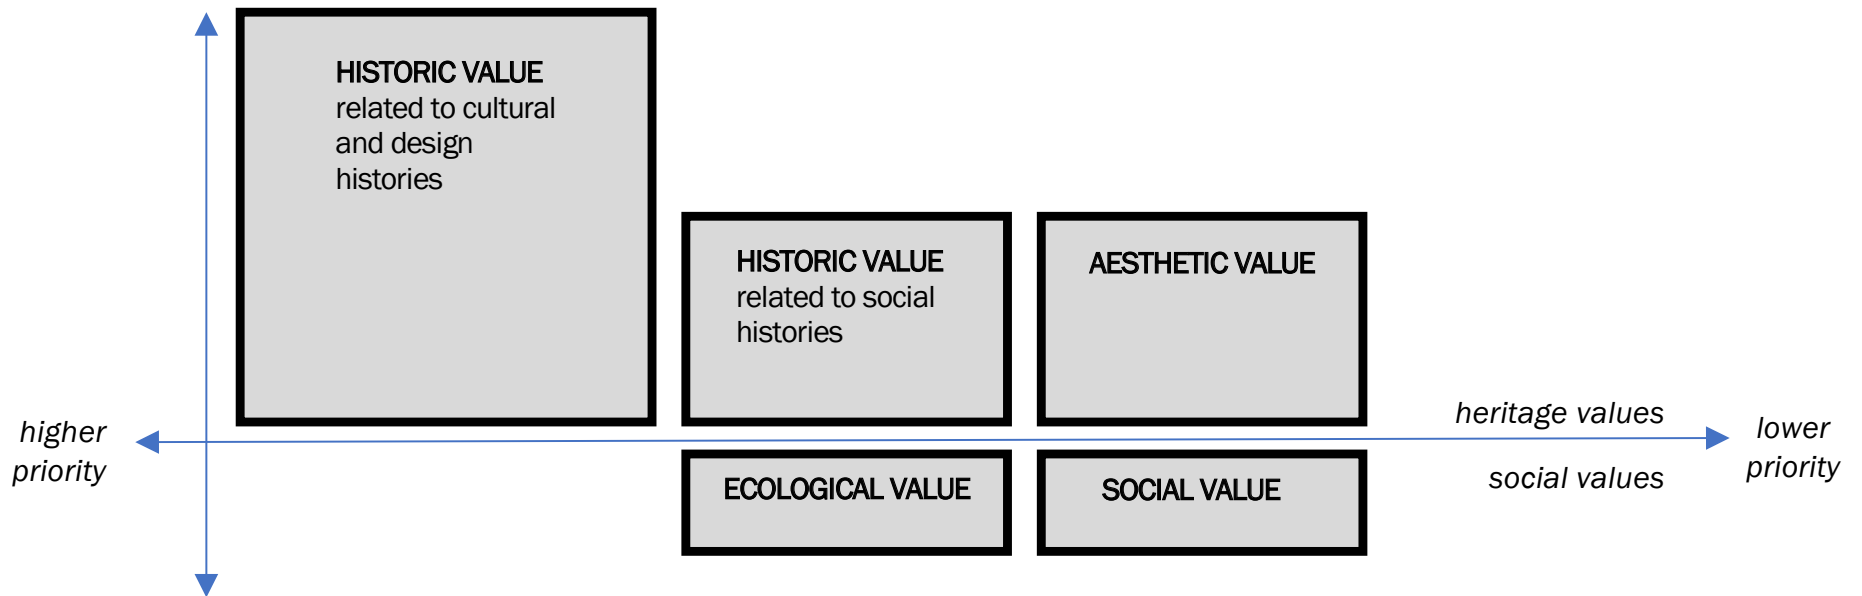 HISTORIC VALUE
related to cultural
and design
histories
HISTORIC VALUE
related to social
histories
AESTHETIC VALUE
higher
priority
heritage values
lower
priority
social values
ECOLOGICAL VALUE
SOCIAL VALUE